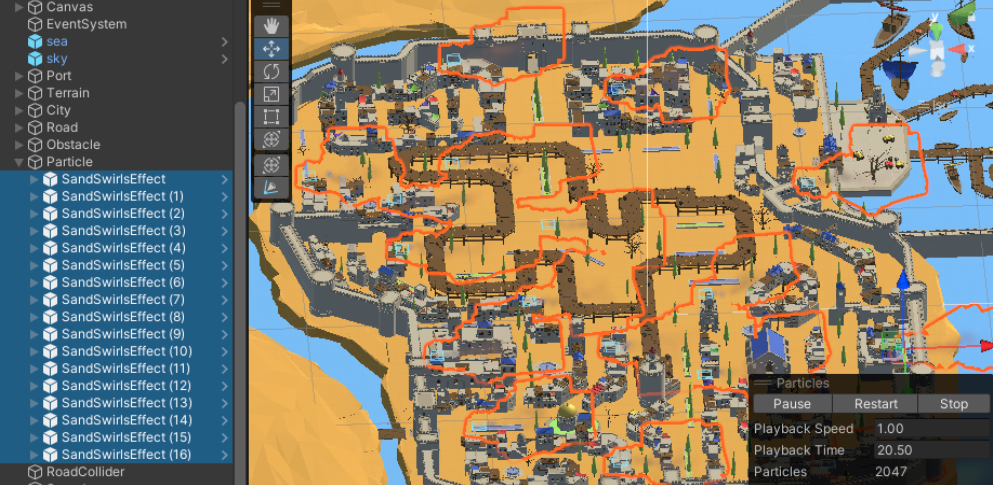 Canvas
EventSystem
sea
sky
Port
Terrain
City
Road
Obstacle
Particle
SandSwirlsEffect
SandSwirlsEffect (1)
SandSwirlsEffect (2)
SandSwirlsEffect (3)
SandSwirlsEffect (4)
SandSwirlsEffect (5)
SandSwirlsEffect (6)
SandSwirlsEffect (7)
SandSwirlsEffect (8)
SandSwirlsEffect (9)
SandSwirlsEffect (10)
SandSwirlsEffect (11)
SandSwirlsEffect (12)
SandSwirlsEffect (13)
SandSwirlsEffect (14)
SandSwirlsEffect (15)
SandSwirlsEffect (16)
RoadCollider
y
x
Particles
Pause Restart Stop
Playback Speed 1.00
Playback Time 20.50
Particles 2047